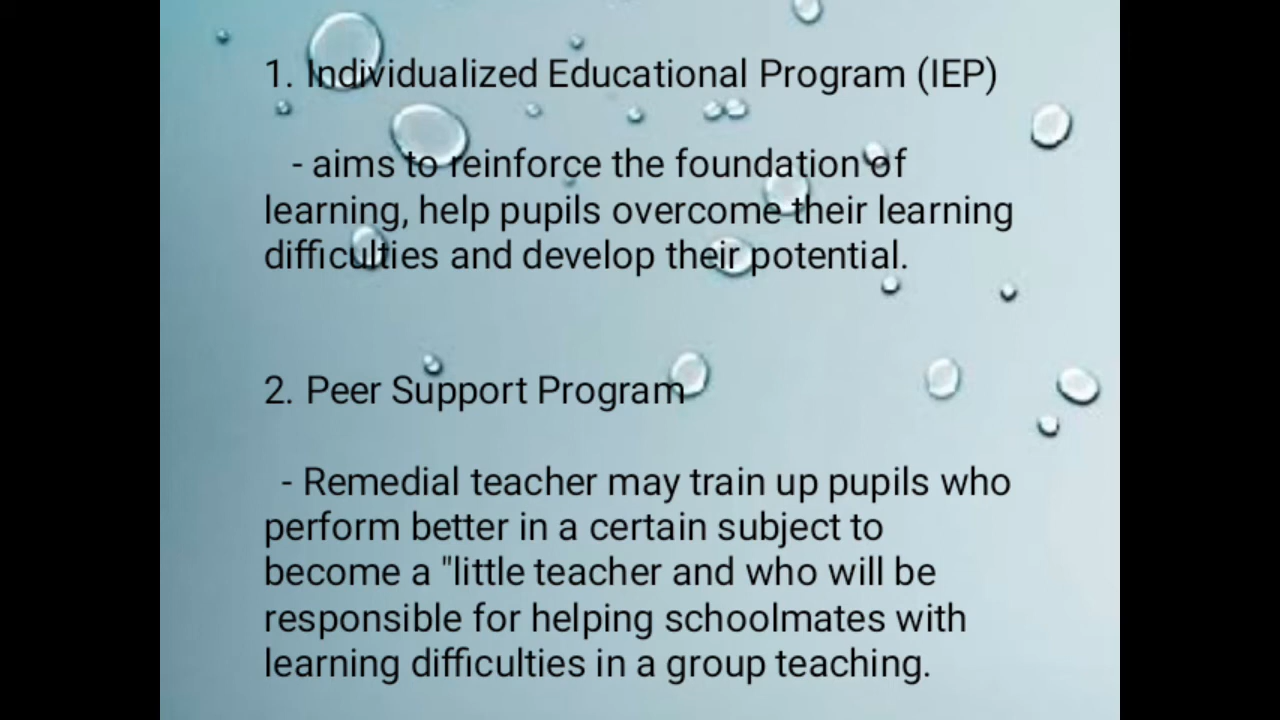 1. Individualized Educational Program (IEP)
- aims to reinforce the foundation of
learning, help pupils overcome their learning
difficulties and develop their potential.
2. Peer Support Program
- Remedial teacher may train up pupils who
perform better in a certain subject to
become a "little teacher and who will be
responsible for helping schoolmates with
learning difficulties in a group teaching.